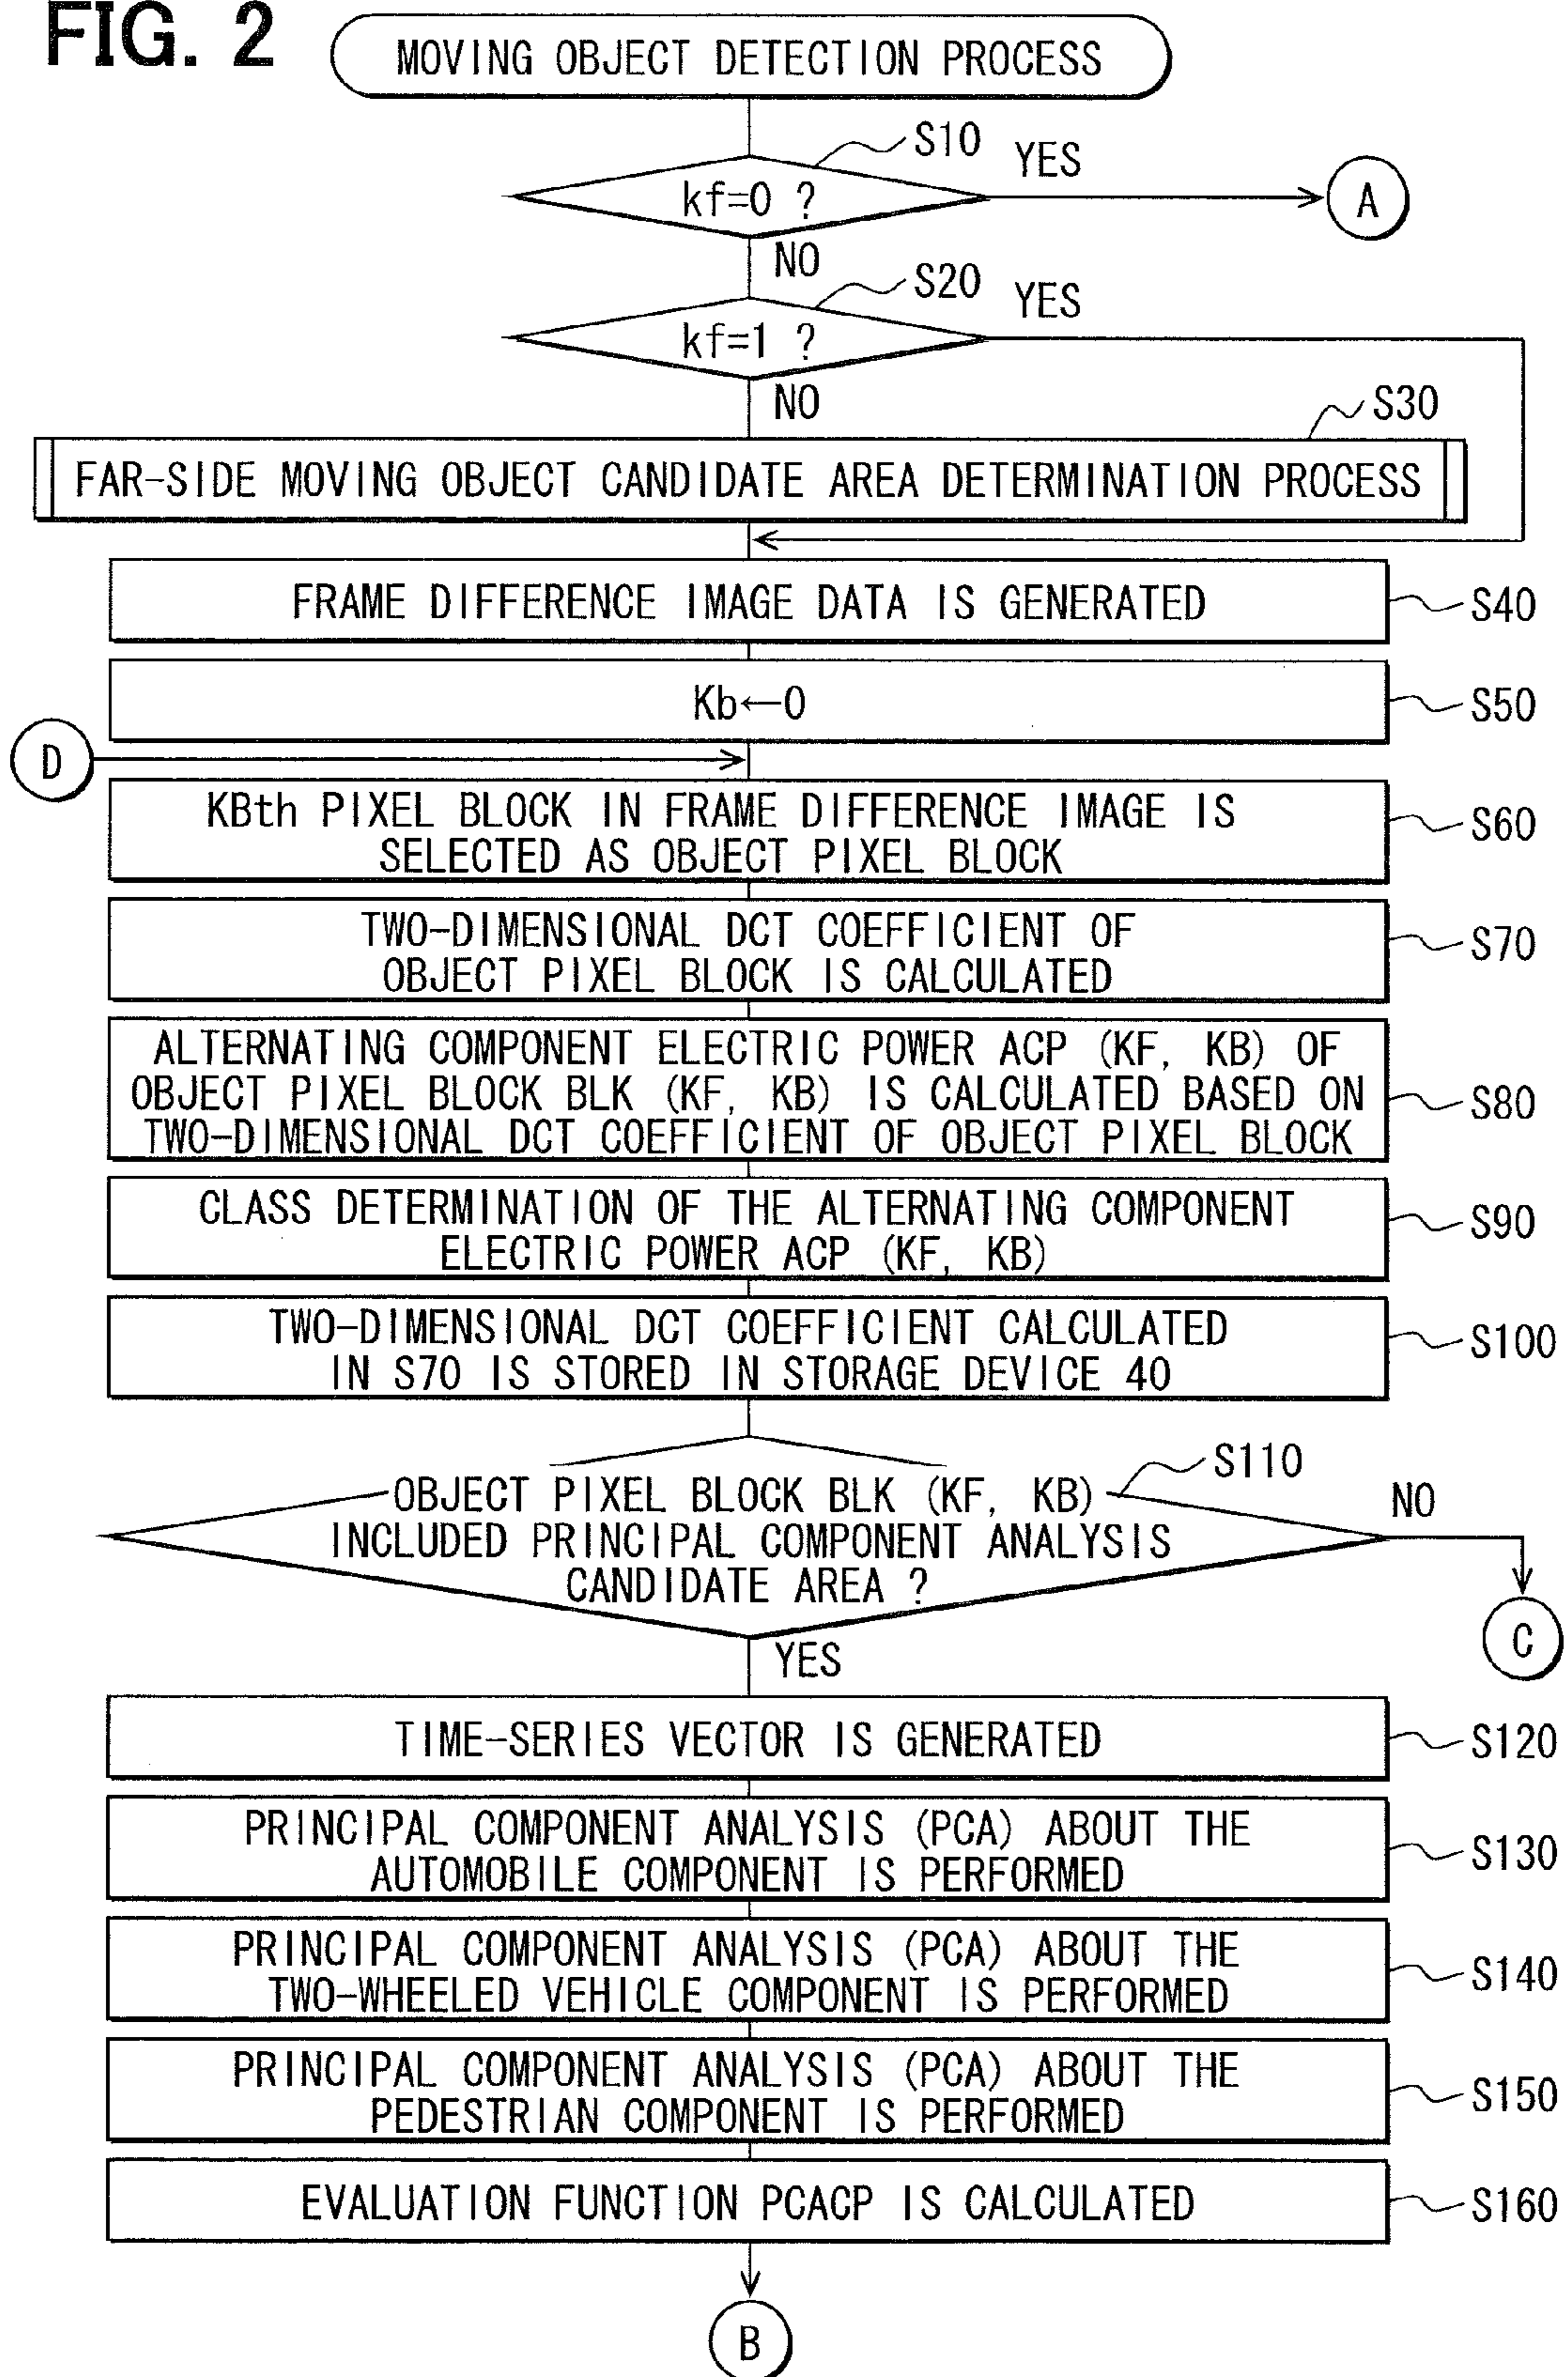 FIG. 2
MOVING OBJECT DETECTION PROCESS
S10
YES
kf=0 ?
A
NO
S20
YES
kf=1 ?
NO
S30
FAR-SIDE MOVING OBJECT CANDIDATE AREA DETERMINATION PROCESS
FRAME DIFFERENCE IMAGE DATA IS GENERATED
S40
Kb←0
S50
D
KBth PIXEL BLOCK IN FRAME DIFFERENCE IMAGE IS
SELECTED AS OBJECT PIXEL BLOCK
S60
TWO-DIMENSIONAL DCT COEFFICIENT OF
OBJECT PIXEL BLOCK IS CALCULATED
S70
ALTERNATING COMPONENT ELECTRIC POWER ACP (KF, KB) OF
OBJECT PIXEL BLOCK BLK (KF, KB) IS CALCULATED BASED ON
TWO-DIMENSIONAL DCT COEFFICIENT OF OBJECT PIXEL BLOCK
S80
CLASS DETERMINATION OF THE ALTERNATING COMPONENT
ELECTRIC POWER ACP (KF, KB)
S90
TWO-DIMENSIONAL DCT COEFFICIENT CALCULATED
IN S70 IS STORED IN STORAGE DEVICE 40
S100
S110
OBJECT PIXEL BLOCK BLK (KF, KB)
INCLUDED PRINCIPAL COMPONENT ANALYSIS
CANDIDATE AREA ?
NO
C
YES
TIME-SERIES VECTOR IS GENERATED
S120
PRINCIPAL COMPONENT ANALYSIS (PCA) ABOUT THE
AUTOMOBILE COMPONENT IS PERFORMED
S130
PRINCIPAL COMPONENT ANALYSIS (PCA) ABOUT THE
TWO-WHEELED VEHICLE COMPONENT IS PERFORMED
S140
PRINCIPAL COMPONENT ANALYSIS (PCA) ABOUT THE
PEDESTRIAN COMPONENT IS PERFORMED
S150
EVALUATION FUNCTION PCACP IS CALCULATED
S160
B